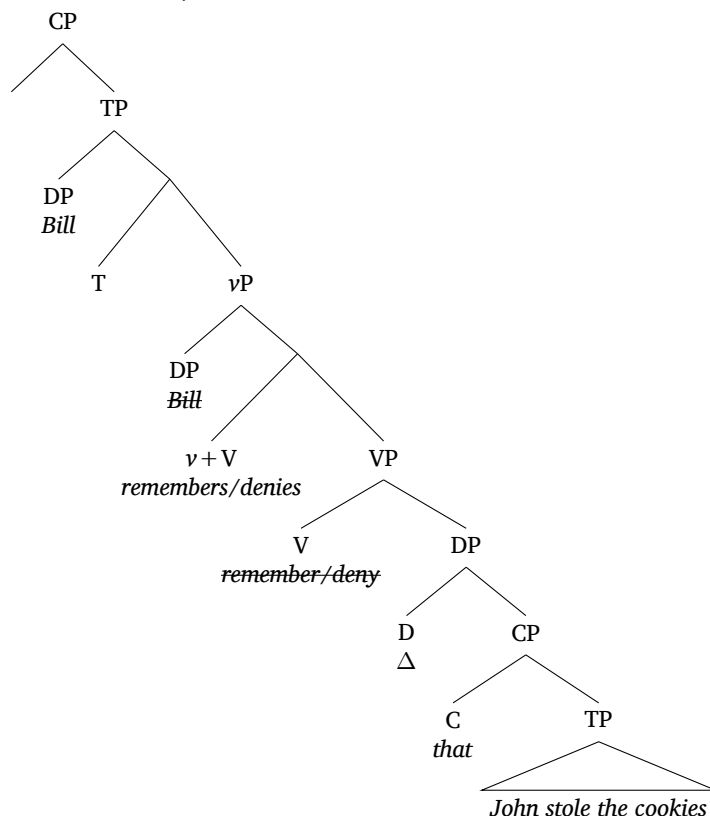 CP
TP
DP
Bill
T
vP
DP
Bill
v + V
remembers/denies
VP
V
remember/deny
DP
D
Δ
CP
C
that
TP
John stole the cookies